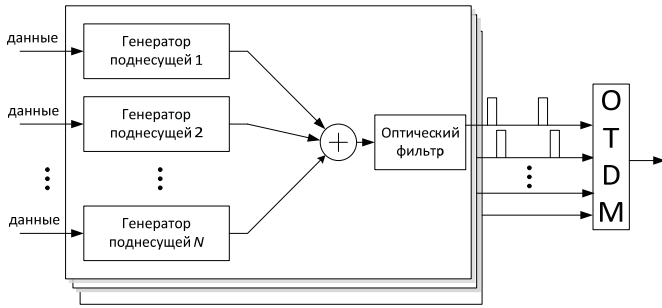 данные
Генератор
поднесущей 1
данные
Генератор
поднесущей 2
Оптический
фильтр
данные
Генератор
поднесущей N
O
T
D
M